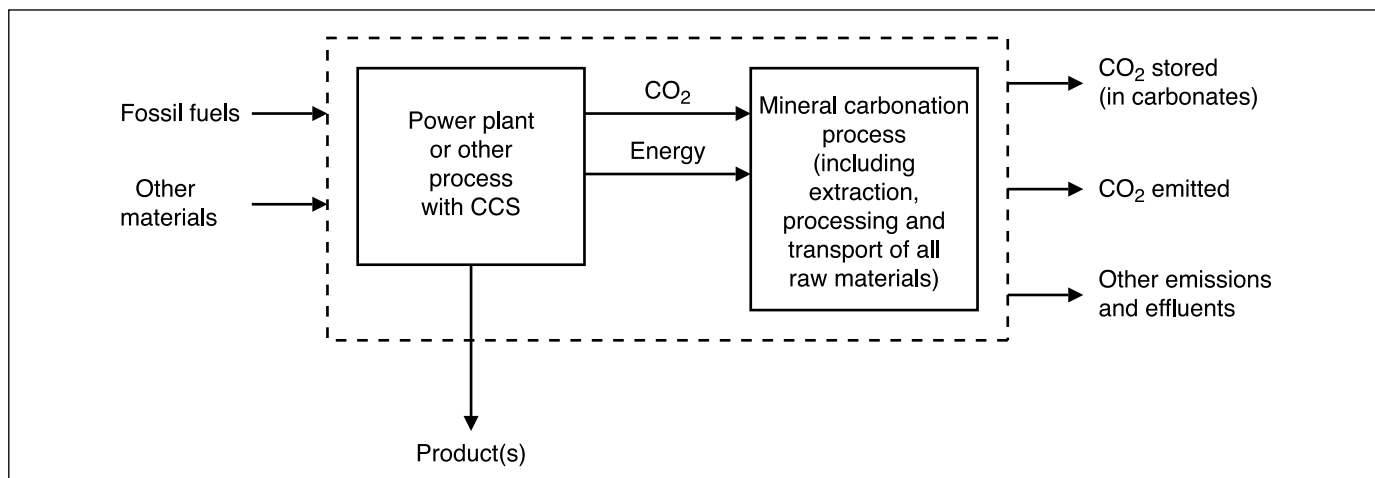 Fossil fuels
Other
materials
Power plant
or other
process
with CCS
CO₂
Energy
Mineral carbonation
process
(including
extraction,
processing and
transport of all
raw materials)
CO₂ stored
(in carbonates)
CO₂ emitted
Other emissions
and effluents
Product(s)